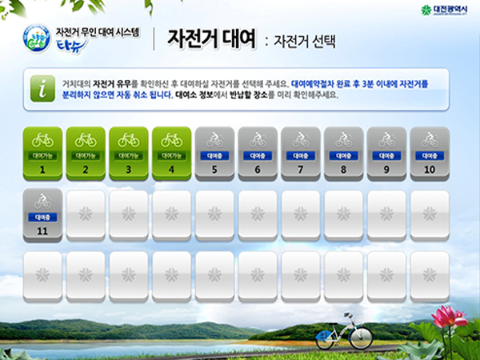 자전거 무인 대여 시스템
타슈
자전거 대여 : 자전거 선택
대전광역시
i
거치대의 자전거 유무를 확인하신 후 대여하실 자전거를 선택해 주세요. 대여예약절차 완료 후 3분 이내에 자전거를
분리하지 않으면 자동 취소 됩니다. 대여소 정보에서 반납할 장소를 미리 확인해주세요.
대여가능 대여가능 대여가능 대여가능 대여중 대여중 대여중 대여중 대여중 대여중
1 2 3 4 5 6 7 8 9 10
대여중
11